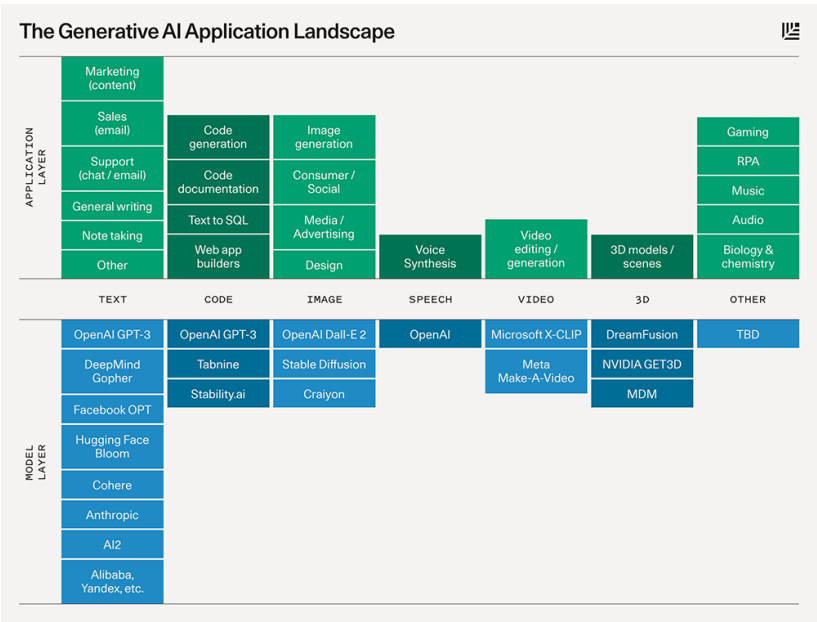 The Generative AI Application Landscape
APPLICATION
LAYER
Marketing
(content)
Sales
(email)
Support
(chat / email)
General writing
Note taking
Other
Code
generation
Code
documentation
Text to SQL
Web app
builders
Image
generation
Consumer /
Social
Media /
Advertising
Design
Voice
Synthesis
Video
editing /
generation
3D models /
scenes
Gaming
RPA
Music
Audio
Biology &
chemistry
TEXT
CODE
IMAGE
SPEECH
VIDEO
3D
OTHER
MODEL
LAYER
OpenAI GPT-3
DeepMind
Gopher
Facebook OPT
Hugging Face
Bloom
Cohere
Anthropic
AI2
Alibaba,
Yandex, etc.
OpenAI GPT-3
Tabnine
Stability.ai
OpenAI Dall-E 2
Stable Diffusion
Craiyon
OpenAI
Microsoft X-CLIP
Meta
Make-A-Video
DreamFusion
NVIDIA GET3D
MDM
TBD